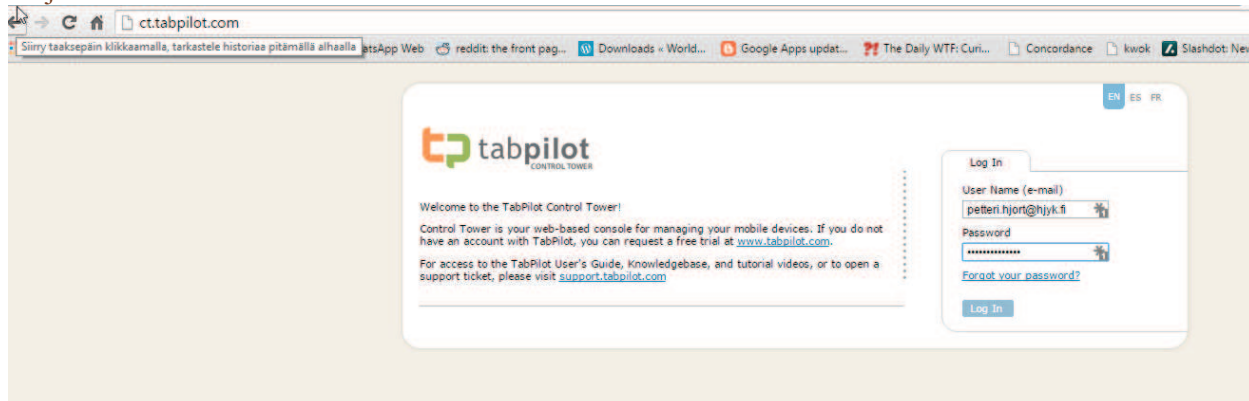 ct.tabpilot.com
Siirry taaksepäin klikkaamalla, tarkastele historiaa pitämällä alhaalla
atsApp Web reddit: the front pag... Downloads « World... Google Apps updat... The Daily WTF: Curi... Concordance kwok Slashdot: New
EN ES FR
tabpilot
CONTROL TOWER
Log In
User Name (e-mail)
petteri.hjort@hjyk.fi
Password
Forgot your password?
Log In
Welcome to the TabPilot Control Tower!
Control Tower is your web-based console for managing your mobile devices. If you do not
have an account with TabPilot, you can request a free trial at www.tabpilot.com.
For access to the TabPilot User's Guide, Knowledgebase, and tutorial videos, or to open a
support ticket, please visit support.tabpilot.com